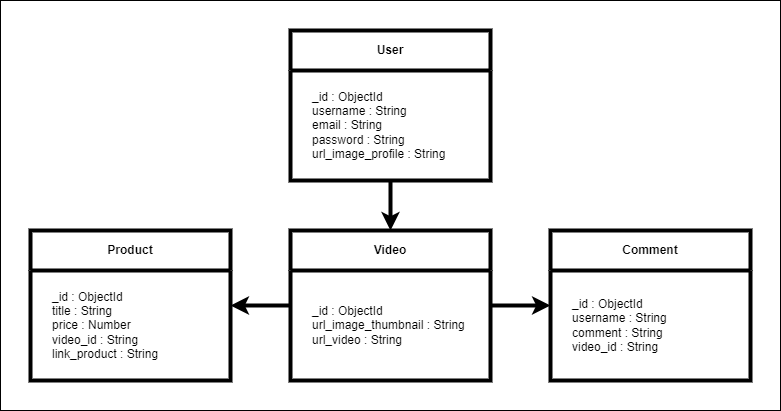 User
_id : ObjectId
username : String
email : String
password : String
url_image_profile : String
Product
_id : ObjectId
title : String
price : Number
video_id : String
link_product : String
Video
_id : ObjectId
url_image_thumbnail : String
url_video : String
Comment
_id : ObjectId
username : String
comment : String
video_id : String